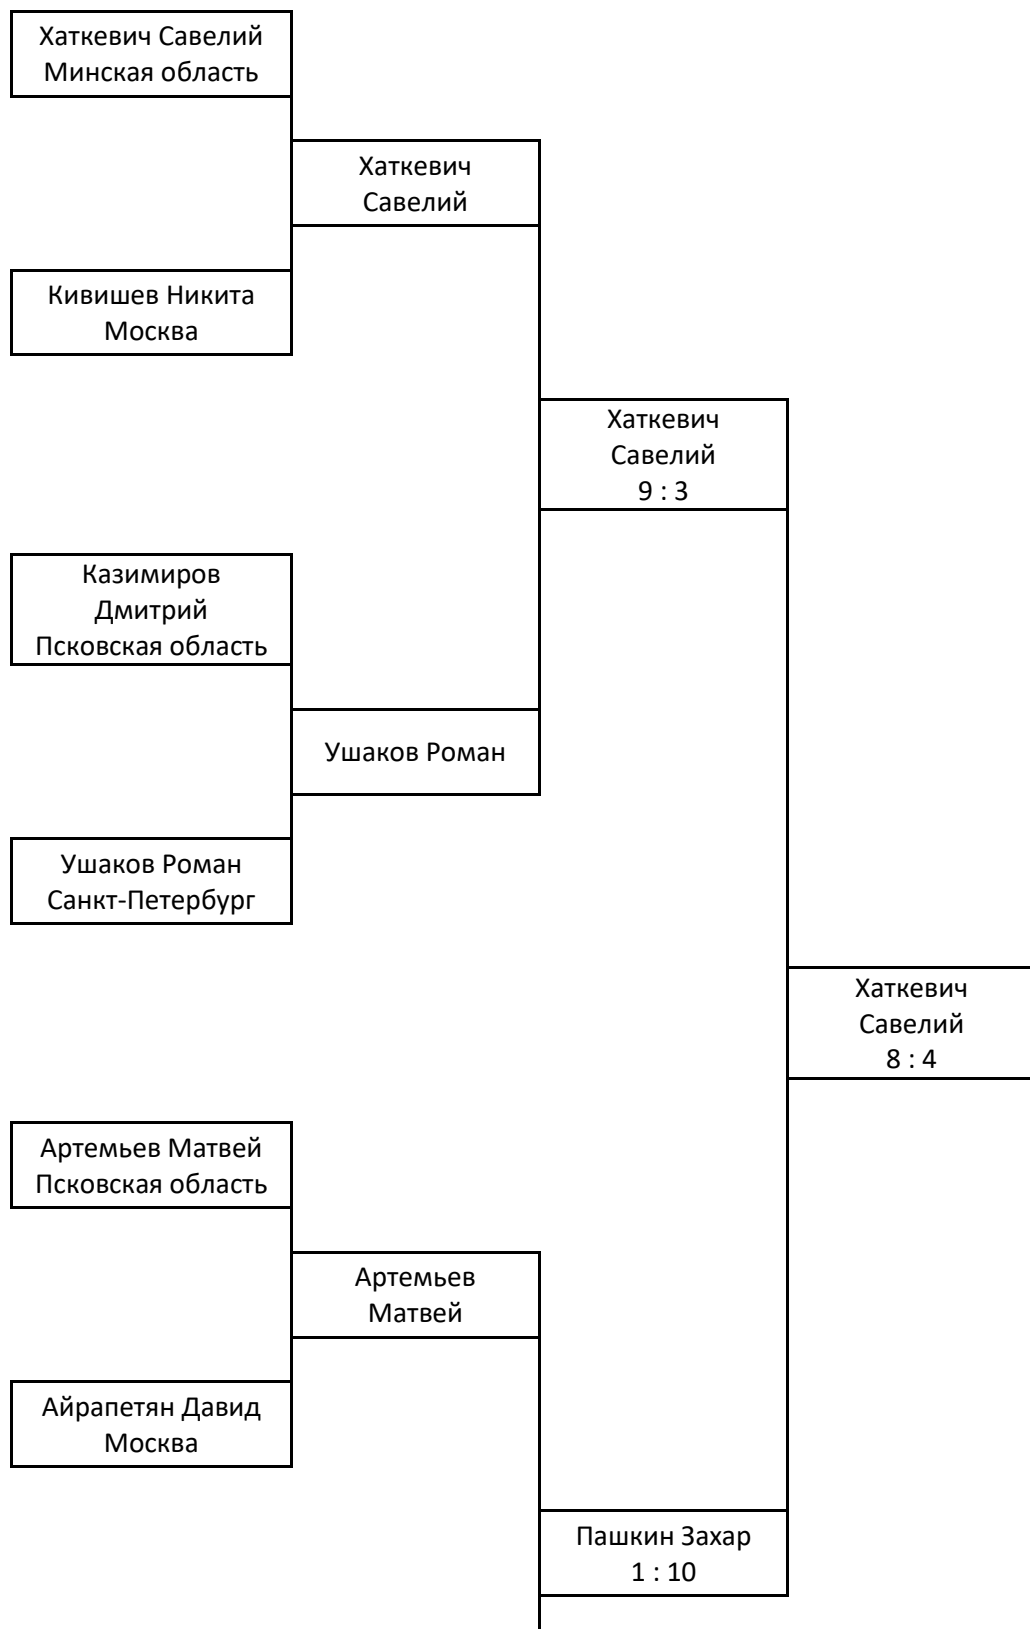 Хаткевич Савелий
Минская область
Хаткевич
Савелий
Кивишев Никита
Москва
Хаткевич
Савелий
9 : 3
Казимиров
Дмитрий
Псковская область
Ушаков Роман
Ушаков Роман
Санкт-Петербург
Хаткевич
Савелий
8 : 4
Артемьев Матвей
Псковская область
Артемьев
Матвей
Айрапетян Давид
Москва
Пашкин Захар
1 : 10